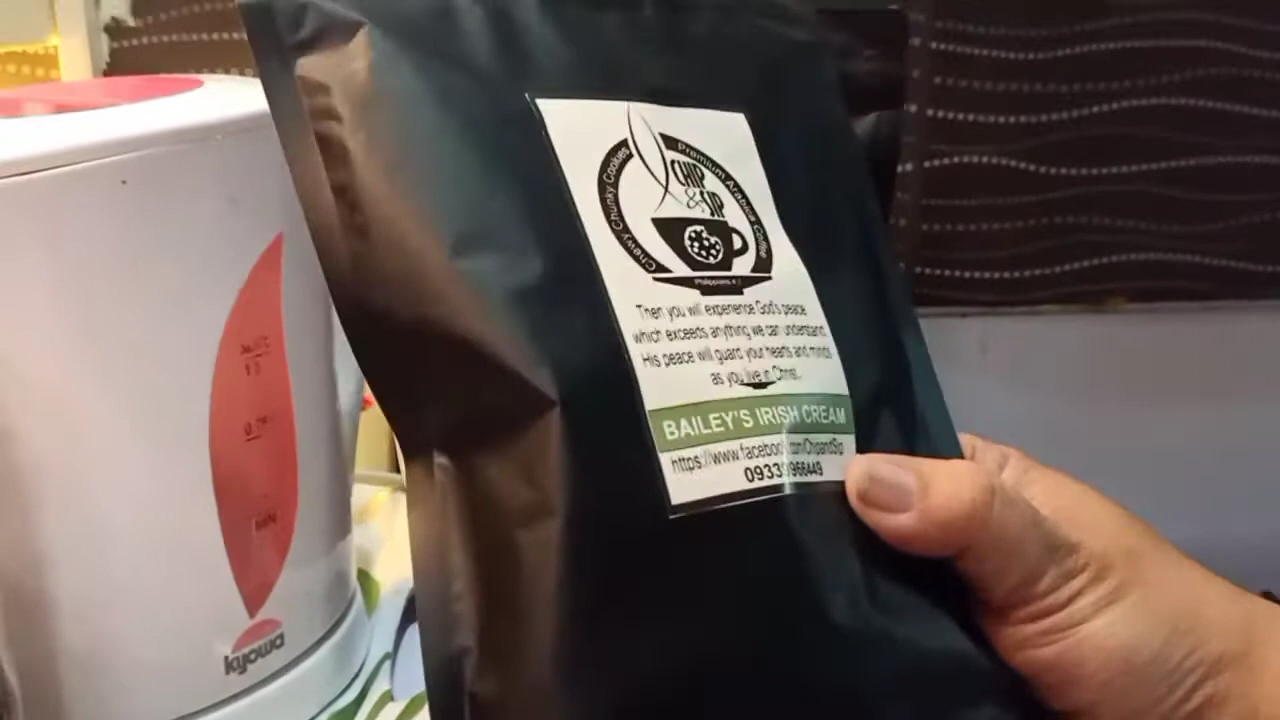 Chewy Chunky Cookies
Premium Arabica Coffee
CHIP
& SIP
Philippians 4:
Then you will experience God's peace
which exceeds anything we can understand
His peace will guard your hearts and minds
as you live in Christ.
BAILEY'S IRISH CREAM
https://www.facebook.com/ChipandSip
kyowa
MIN